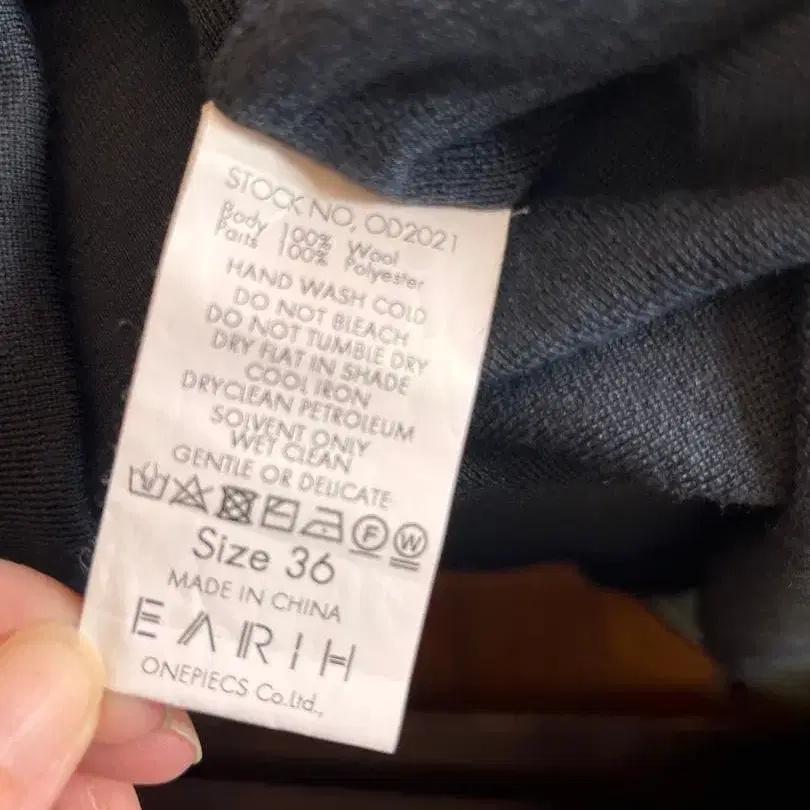 STOCK NO, OD2021
Body 100% Wool
Parts 100% Polyester
HAND WASH COLD
DO NOT BLEACH
DO NOT TUMBLE DRY
DRY FLAT IN SHADE
COOL IRON
DRYCLEAN PETROLEUM
SOLVENT ONLY
WET CLEAN
GENTLE OR DELICATE
F W
Size 36
MADE IN CHINA
EARTH
ONEPIECS Co.Ltd.,